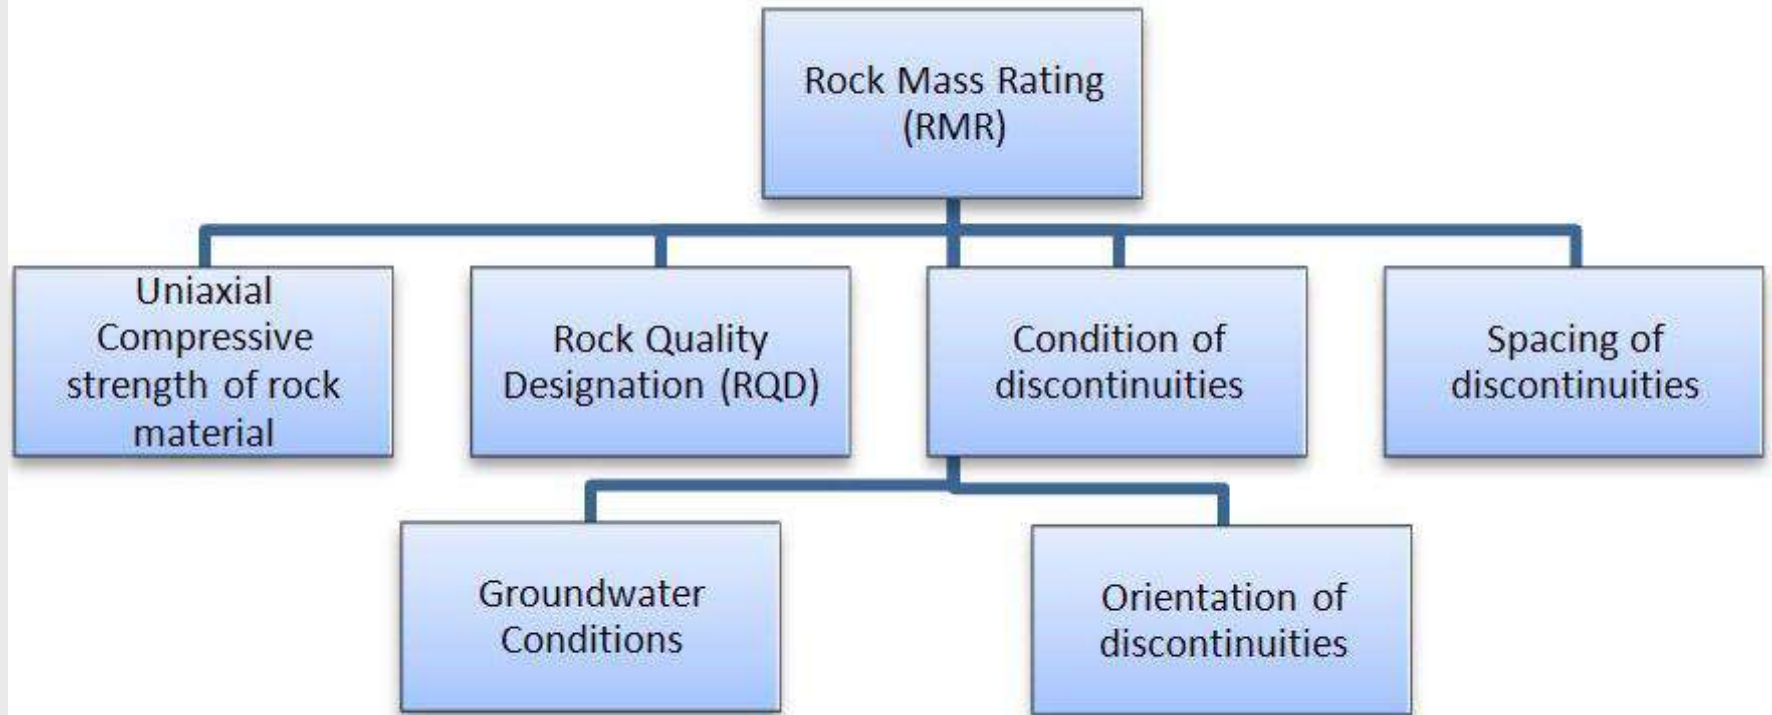 Rock Mass Rating
(RMR)
Uniaxial
Compressive
strength of rock
material
Rock Quality
Designation (RQD)
Condition of
discontinuities
Spacing of
discontinuities
Groundwater
Conditions
Orientation of
discontinuities